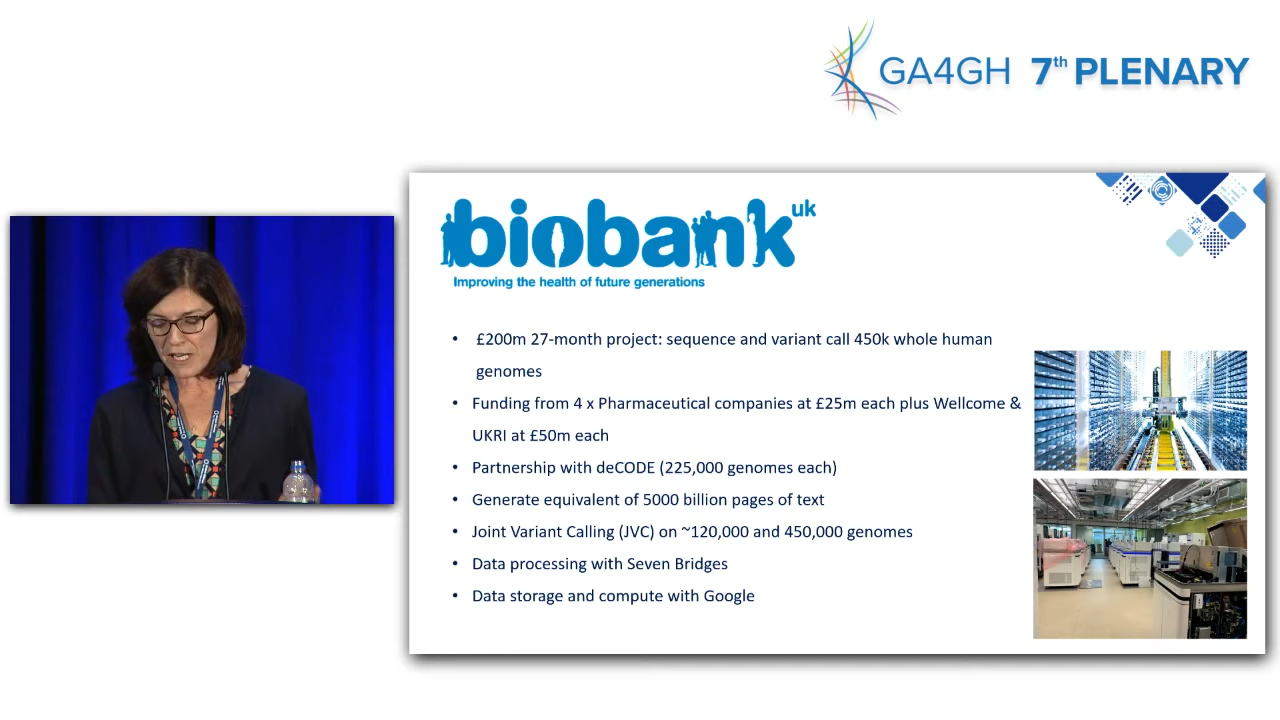 GA4GH 7th PLENARY
biobank uk
Improving the health of future generations
• £200m 27-month project: sequence and variant call 450k whole human
genomes
• Funding from 4 x Pharmaceutical companies at £25m each plus Wellcome &
UKRI at £50m each
• Partnership with deCODE (225,000 genomes each)
• Generate equivalent of 5000 billion pages of text
• Joint Variant Calling (JVC) on ~120,000 and 450,000 genomes
• Data processing with Seven Bridges
• Data storage and compute with Google